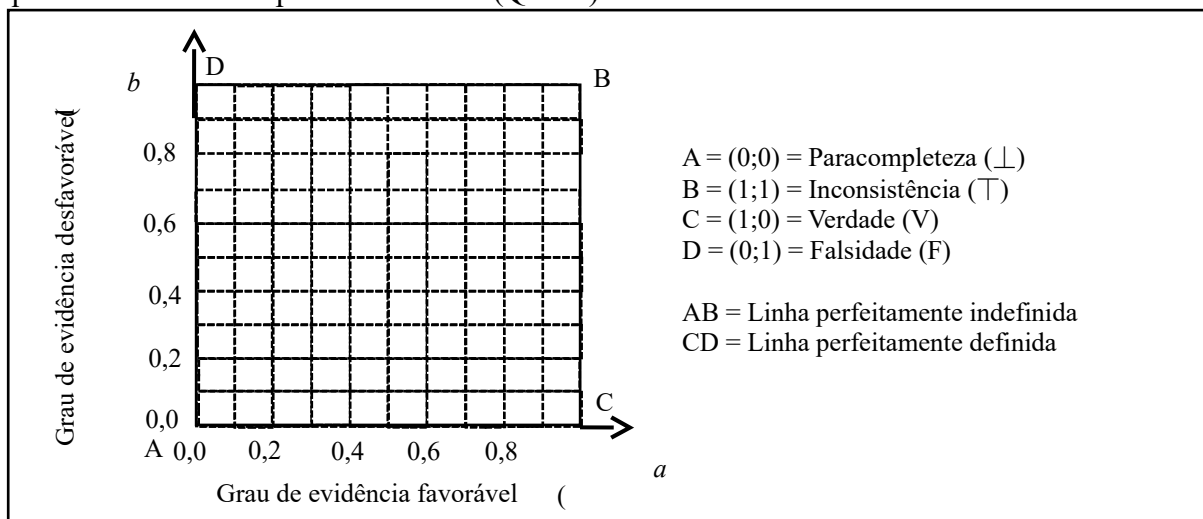 D
b
B
Grau de evidência desfavorável (
0,8
0,6
0,4
0,2
0,0
C
A 0,0 0,2 0,4 0,6 0,8
a
Grau de evidência favorável (
A = (0;0) = Paracompleteza (⊥)
B = (1;1) = Inconsistência (⊤)
C = (1;0) = Verdade (V)
D = (0;1) = Falsidade (F)
AB = Linha perfeitamente indefinida
CD = Linha perfeitamente definida